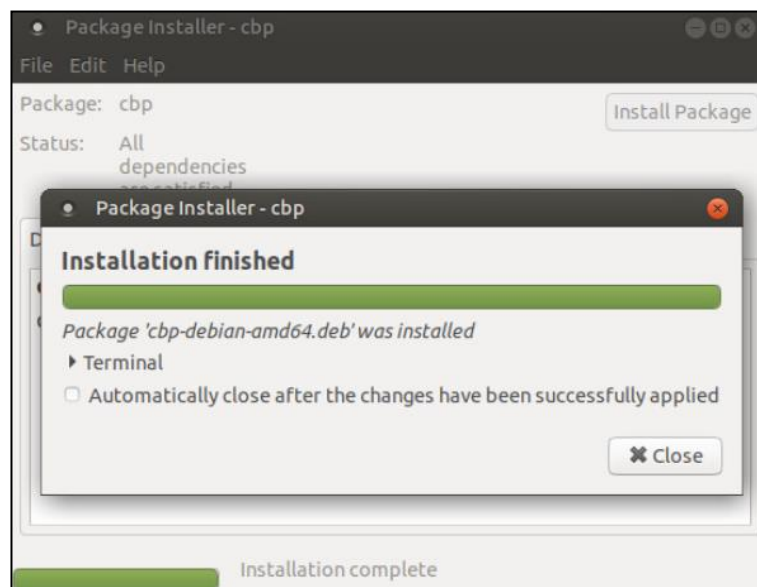 Package Installer - cbp
File Edit Help
Package: cbp
Install Package
Status: All
dependencies
are satisfied
Package Installer - cbp
Installation finished
Package 'cbp-debian-amd64.deb' was installed
Terminal
Automatically close after the changes have been successfully applied
Close
Installation complete